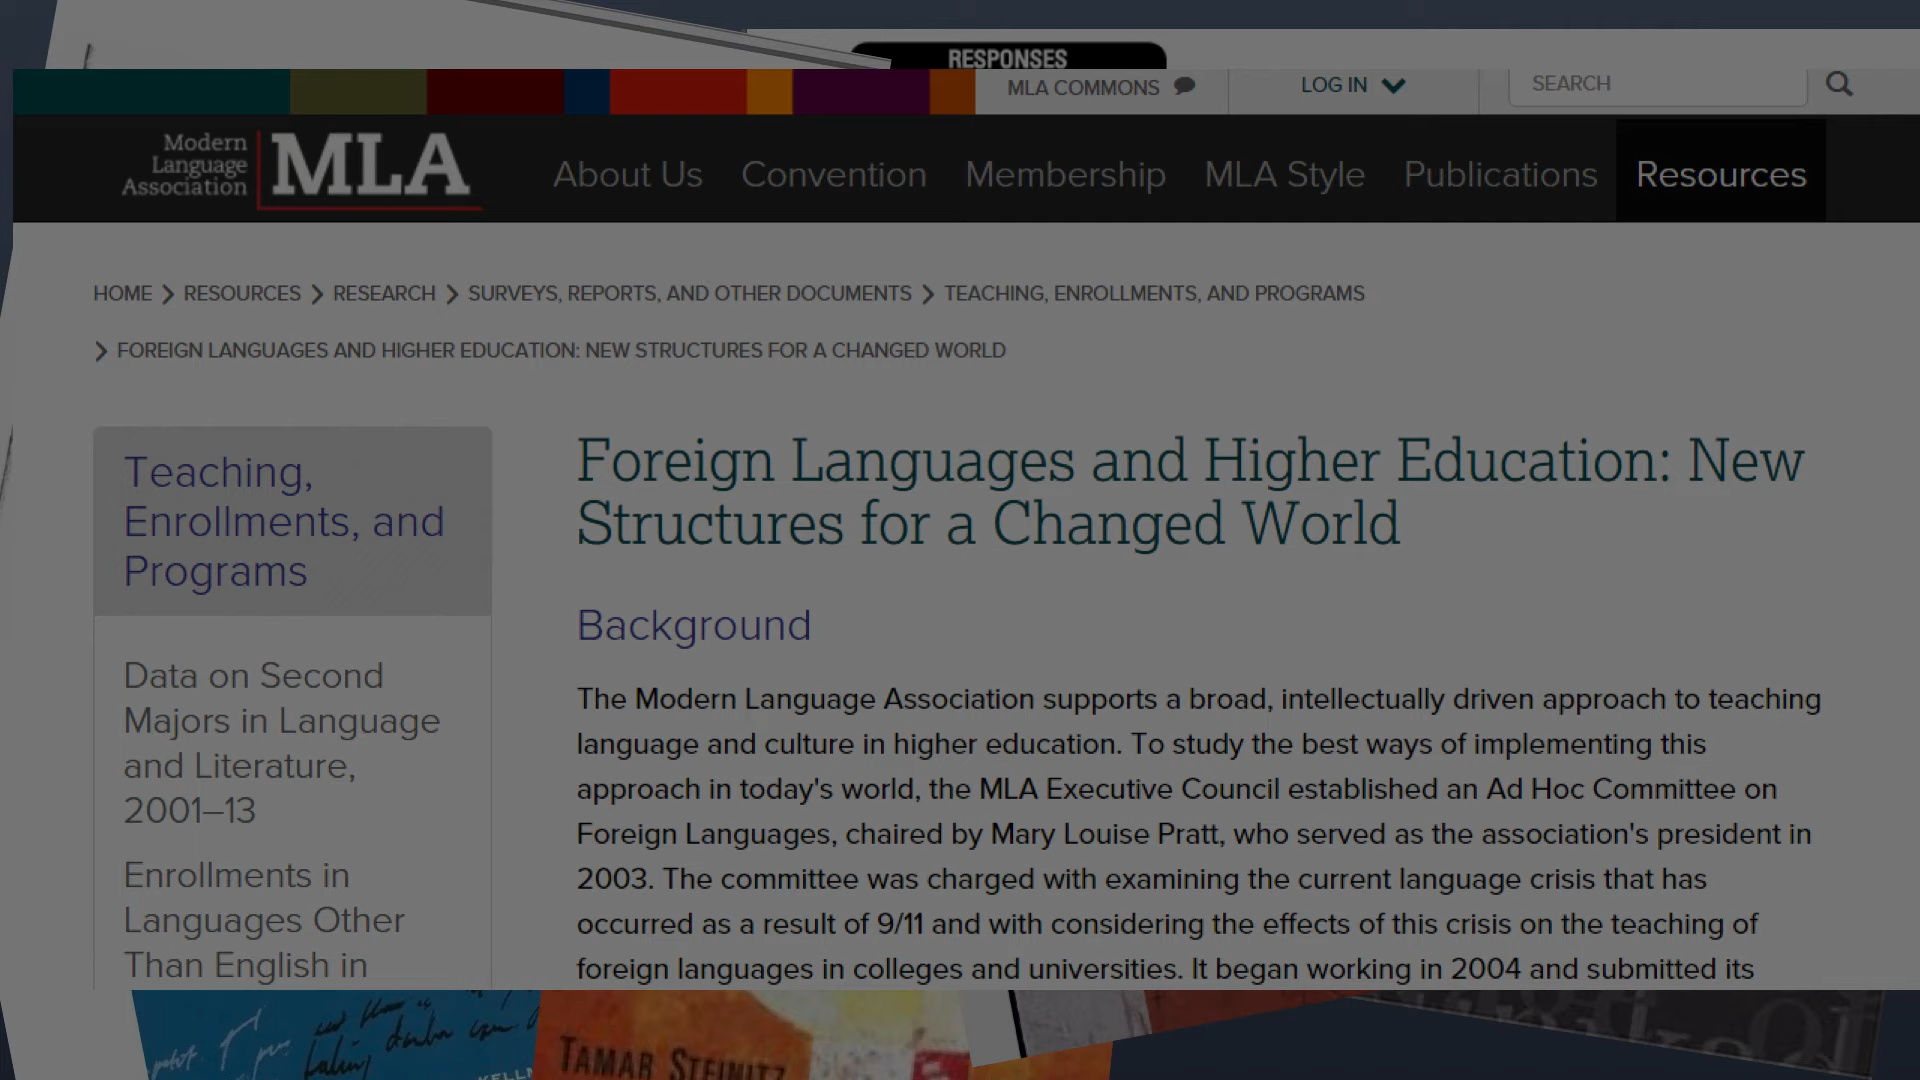 RESPONSES
MLA COMMONS
LOG IN
SEARCH
Modern
Language
Association
MLA
About Us
Convention
Membership
MLA Style
Publications
Resources
HOME
RESOURCES
RESEARCH
SURVEYS, REPORTS, AND OTHER DOCUMENTS
TEACHING, ENROLLMENTS, AND PROGRAMS
FOREIGN LANGUAGES AND HIGHER EDUCATION: NEW STRUCTURES FOR A CHANGED WORLD
Teaching,
Enrollments, and
Programs
Data on Second
Majors in Language
and Literature,
2001–13
Enrollments in
Languages Other
Than English in
Foreign Languages and Higher Education: New
Structures for a Changed World
Background
The Modern Language Association supports a broad, intellectually driven approach to teaching
language and culture in higher education. To study the best ways of implementing this
approach in today's world, the MLA Executive Council established an Ad Hoc Committee on
Foreign Languages, chaired by Mary Louise Pratt, who served as the association's president in
2003. The committee was charged with examining the current language crisis that has
occurred as a result of 9/11 and with considering the effects of this crisis on the teaching of
foreign languages in colleges and universities. It began working in 2004 and submitted its
TAMAR STEINITZ